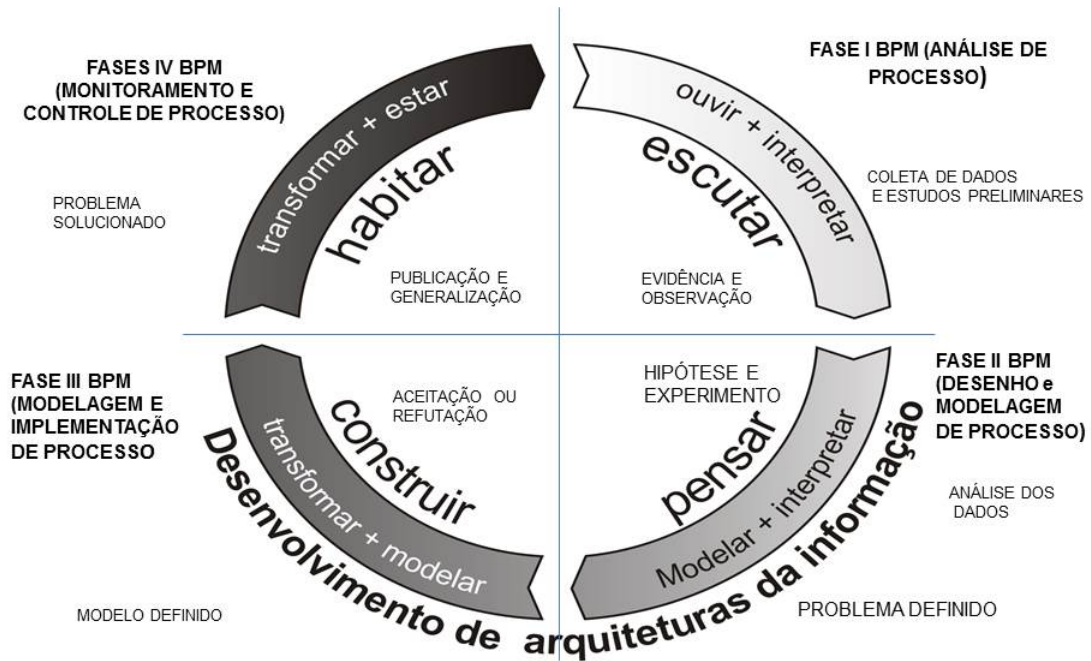 FASES IV BPM
(MONITORAMENTO E
CONTROLE DE PROCESSO)
PROBLEMA
SOLUCIONADO
transformar + estar
habitar
PUBLICAÇÃO E
GENERALIZAÇÃO
FASE I BPM (ANÁLISE DE
PROCESSO)
ouvir + interpretar
escutar
COLETA DE DADOS
E ESTUDOS PRELIMINARES
EVIDÊNCIA E
OBSERVAÇÃO
FASE III BPM
(MODELAGEM E
IMPLEMENTAÇÃO
DE PROCESSO
ACEITAÇÃO OU
REFUTAÇÃO
construir
transformar + modelar
MODELO DEFINIDO
HIPÓTESE E
EXPERIMENTO
pensar
Modelar + interpretar
FASE II BPM
(DESENHO e
MODELAGEM
DE PROCESSO)
ANÁLISE DOS
DADOS
PROBLEMA DEFINIDO
Desenvolvimento de arquiteturas da informação